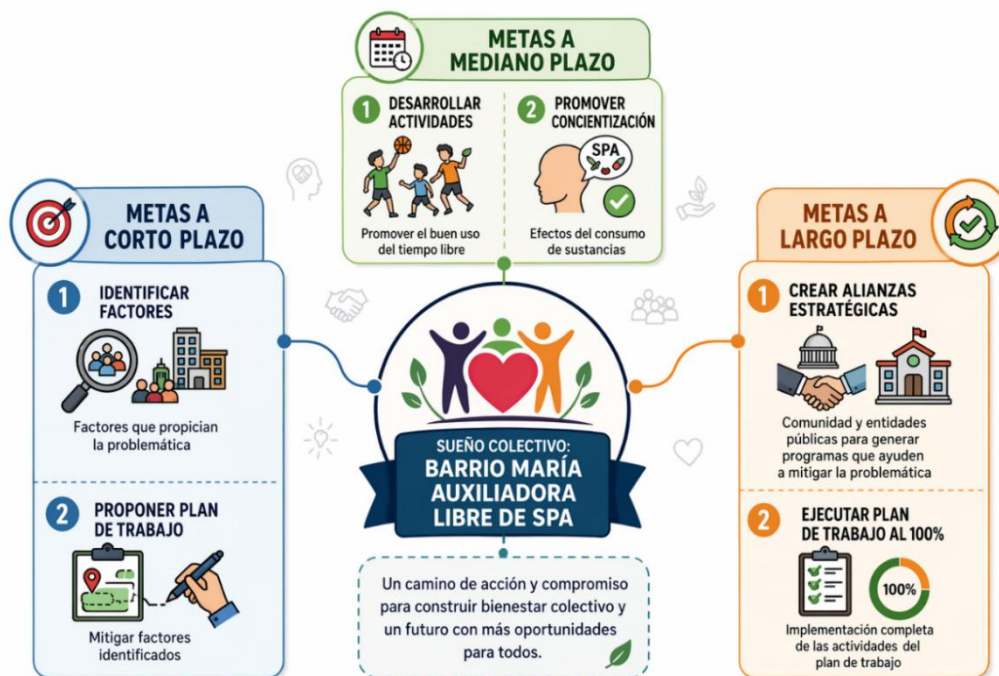 METAS A
MEDIANO PLAZO
1 DESARROLLAR
ACTIVIDADES
Promover el buen uso
del tiempo libre
2 PROMOVER
CONCIENTIZACIÓN
SPA
Efectos del consumo
de sustancias
METAS A
CORTO PLAZO
1 IDENTIFICAR
FACTORES
Factores que propician
la problemática
2 PROPONER PLAN
DE TRABAJO
Mitigar factores
identificados
SUEÑO COLECTIVO:
BARRIO MARÍA
AUXILIADORA
LIBRE DE SPA
Un camino de acción y compromiso
para construir bienestar colectivo y
un futuro con más oportunidades
para todos.
METAS A
LARGO PLAZO
1 CREAR ALIANZAS
ESTRATÉGICAS
Comunidad y entidades
públicas para generar
programas que ayuden
a mitigar la problemática
2 EJECUTAR PLAN
DE TRABAJO AL 100%
100%
Implementación completa
de las actividades del
plan de trabajo